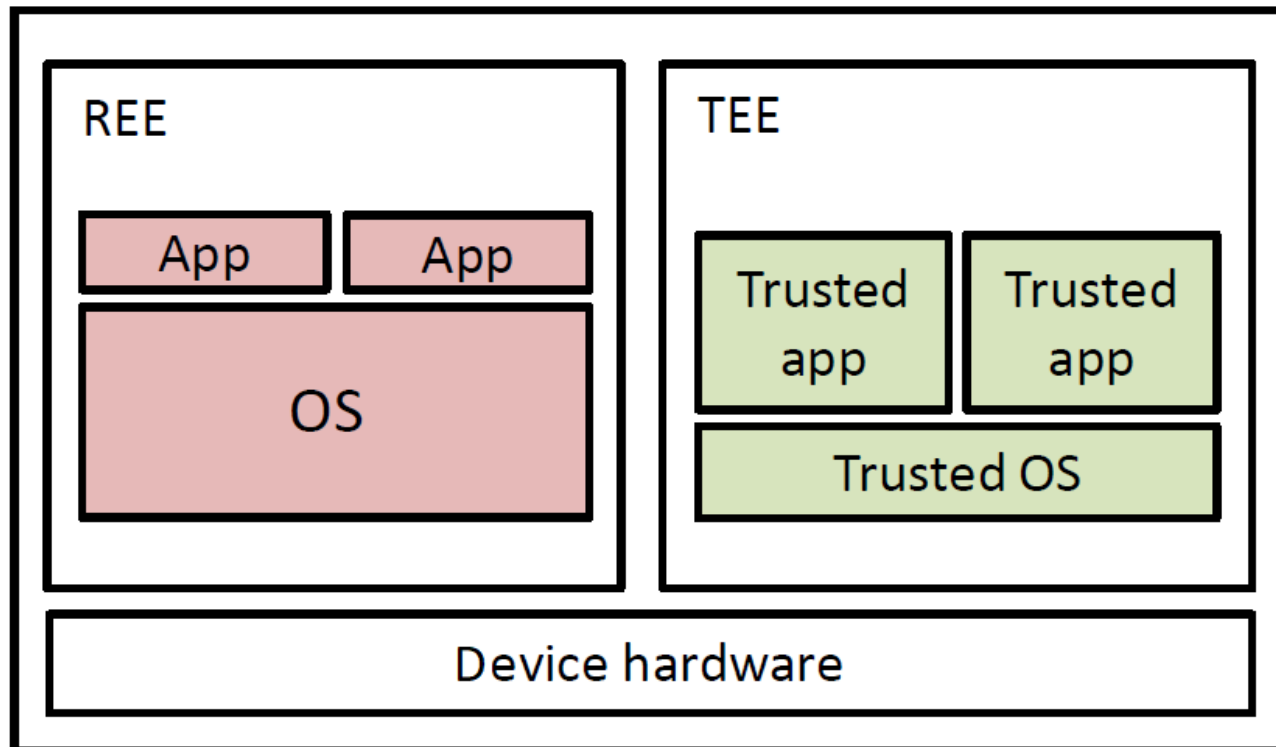 REE
App
App
OS
TEE
Trusted
app
Trusted
app
Trusted OS
Device hardware